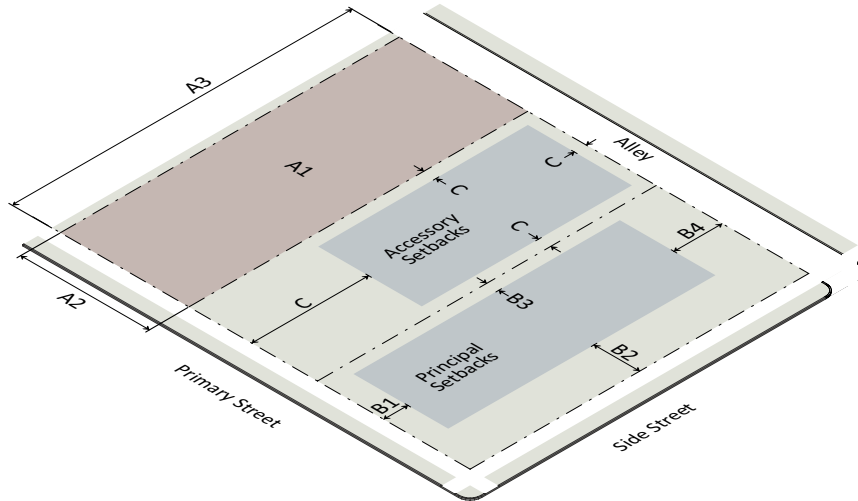 A3
A1
Alley
C
C
Accessory
Setbacks
C
B4
A2
C
B3
Principal
Setbacks
B2
B1
Primary Street
Side Street